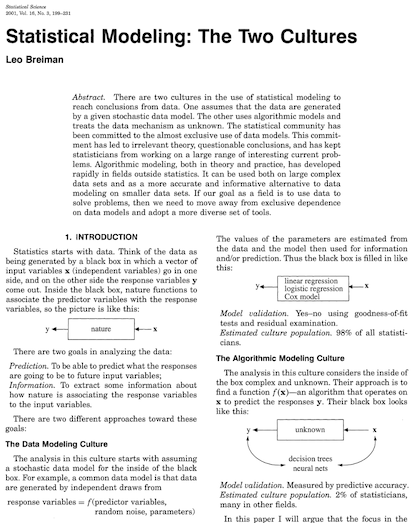 Statistical Science
2001, Vol. 16, No. 3, 199–231
Statistical Modeling: The Two Cultures
Leo Breiman
Abstract. There are two cultures in the use of statistical modeling to
reach conclusions from data. One assumes that the data are generated
by a given stochastic data model. The other uses algorithmic models and
treats the data mechanism as unknown. The statistical community has
been committed to the almost exclusive use of data models. This commit-
ment has led to irrelevant theory, questionable conclusions, and has kept
statisticians from working on a large range of interesting current prob-
lems. Algorithmic modeling, both in theory and practice, has developed
rapidly in fields outside statistics. It can be used both on large complex
data sets and as a more accurate and informative alternative to data
modeling on smaller data sets. If our goal as a field is to use data to
solve problems, then we need to move away from exclusive dependence
on data models and adopt a more diverse set of tools.
1. INTRODUCTION
Statistics starts with data. Think of the data as
being generated by a black box in which a vector of
input variables x (independent variables) go in one
side, and on the other side the response variables y
come out. Inside the black box, nature functions to
associate the predictor variables with the response
variables, so the picture is like this:
y nature x
There are two goals in analyzing the data:
Prediction. To be able to predict what the responses
are going to be to future input variables;
Information. To extract some information about
how nature is associating the response variables
to the input variables.
There are two different approaches toward these
goals:
The Data Modeling Culture
The analysis in this culture starts with assuming
a stochastic data model for the inside of the black
box. For example, a common data model is that data
are generated by independent draws from
response variables = f(predictor variables,
random noise, parameters)
The values of the parameters are estimated from
the data and the model then used for information
and/or prediction. Thus the black box is filled in like
this:
linear regression
y logistic regression x
Cox model
Model validation. Yes–no using goodness-of-fit
tests and residual examination.
Estimated culture population. 98% of all statisti-
cians.
The Algorithmic Modeling Culture
The analysis in this culture considers the inside of
the box complex and unknown. Their approach is to
find a function f(x)—an algorithm that operates on
x to predict the responses y. Their black box looks
like this:
y unknown x
decision trees
neural nets
Model validation. Measured by predictive accuracy.
Estimated culture population. 2% of statisticians,
many in other fields.
In this paper I will argue that the focus in the